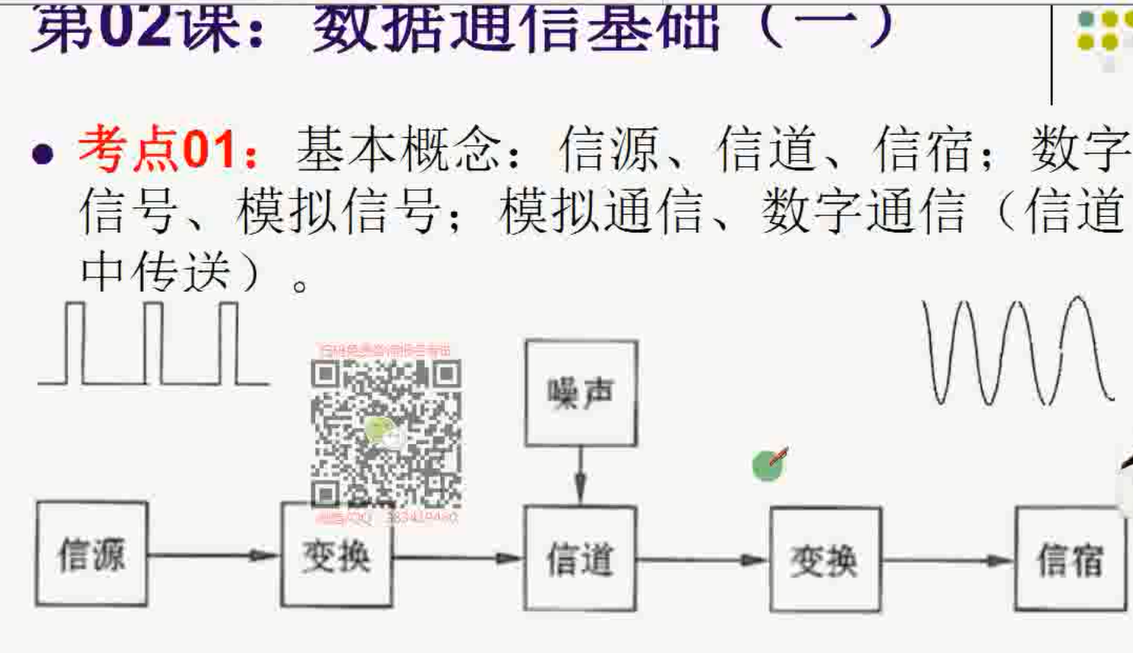 第02课：数据通信基础（一）
考点01：基本概念：信源、信道、信宿；数字
信号、模拟信号；模拟通信、数字通信（信道
中传送）。
噪声
信源
变换
信道
变换
信宿